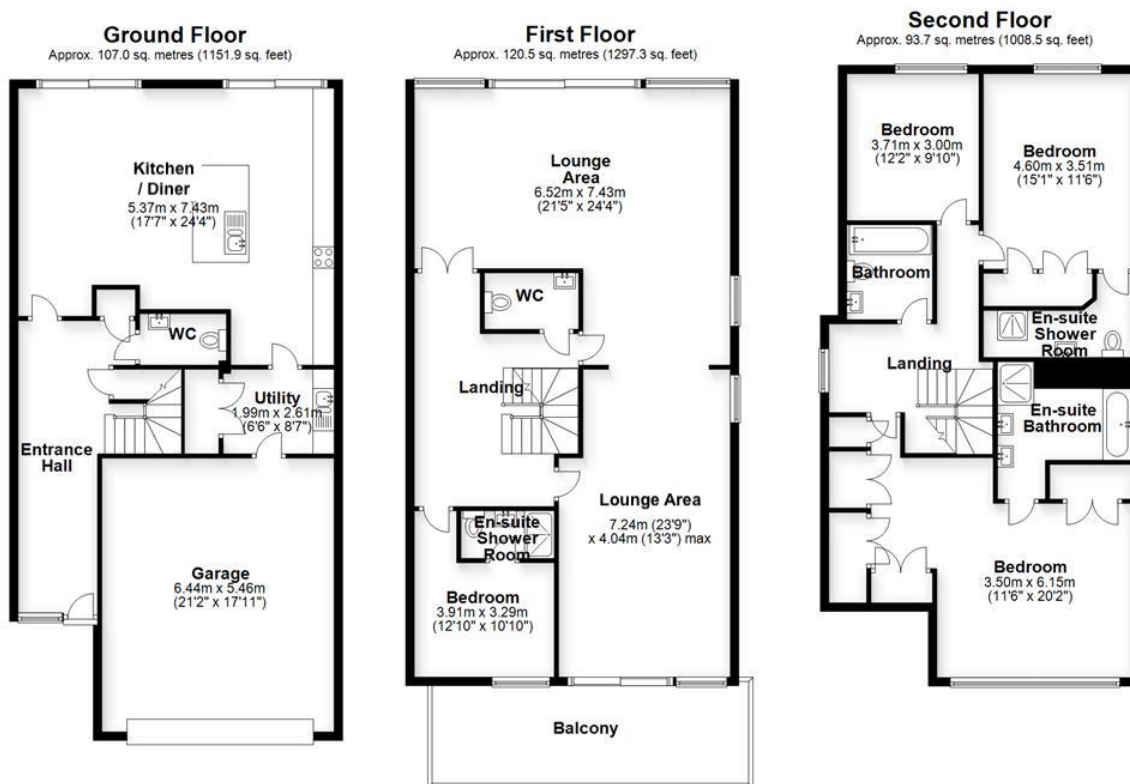 Ground Floor
Approx. 107.0 sq. metres (1151.9 sq. feet)
Kitchen
/ Diner
5.37m x 7.43m
(17'7" x 24'4")
WC
Utility
1.99m x 2.61m
(6'6" x 8'7")
Entrance
Hall
Garage
6.44m x 5.46m
(21'2" x 17'11")
First Floor
Approx. 120.5 sq. metres (1297.3 sq. feet)
Lounge
Area
6.52m x 7.43m
(21'5" x 24'4")
WC
Landing
Lounge Area
7.24m (23'9")
x 4.04m (13'3") max
En-suite
Shower
Room
Bedroom
3.91m x 3.29m
(12'10" x 10'10")
Balcony
Second Floor
Approx. 93.7 sq. metres (1008.5 sq. feet)
Bedroom
3.71m x 3.00m
(12'2" x 9'10")
Bedroom
4.60m x 3.51m
(15'1" x 11'6")
Bathroom
En-suite
Shower
Room
Landing
En-suite
Bathroom
Bedroom
3.50m x 6.15m
(11'6" x 20'2")